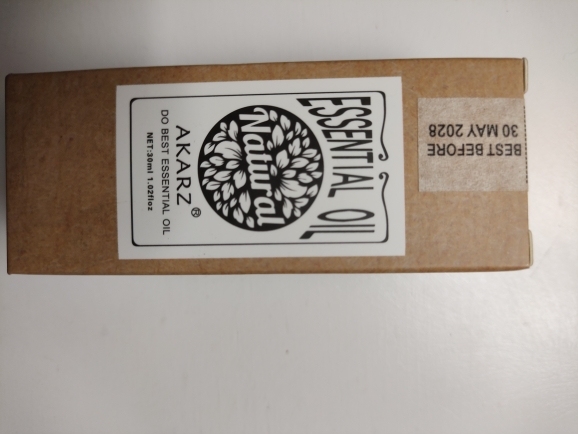 ESSENTIAL OIL
Natural
AKARZ®
DO BEST ESSENTIAL OIL
NET:30ml 1.02floz
BEST BEFORE
30 MAY 2028